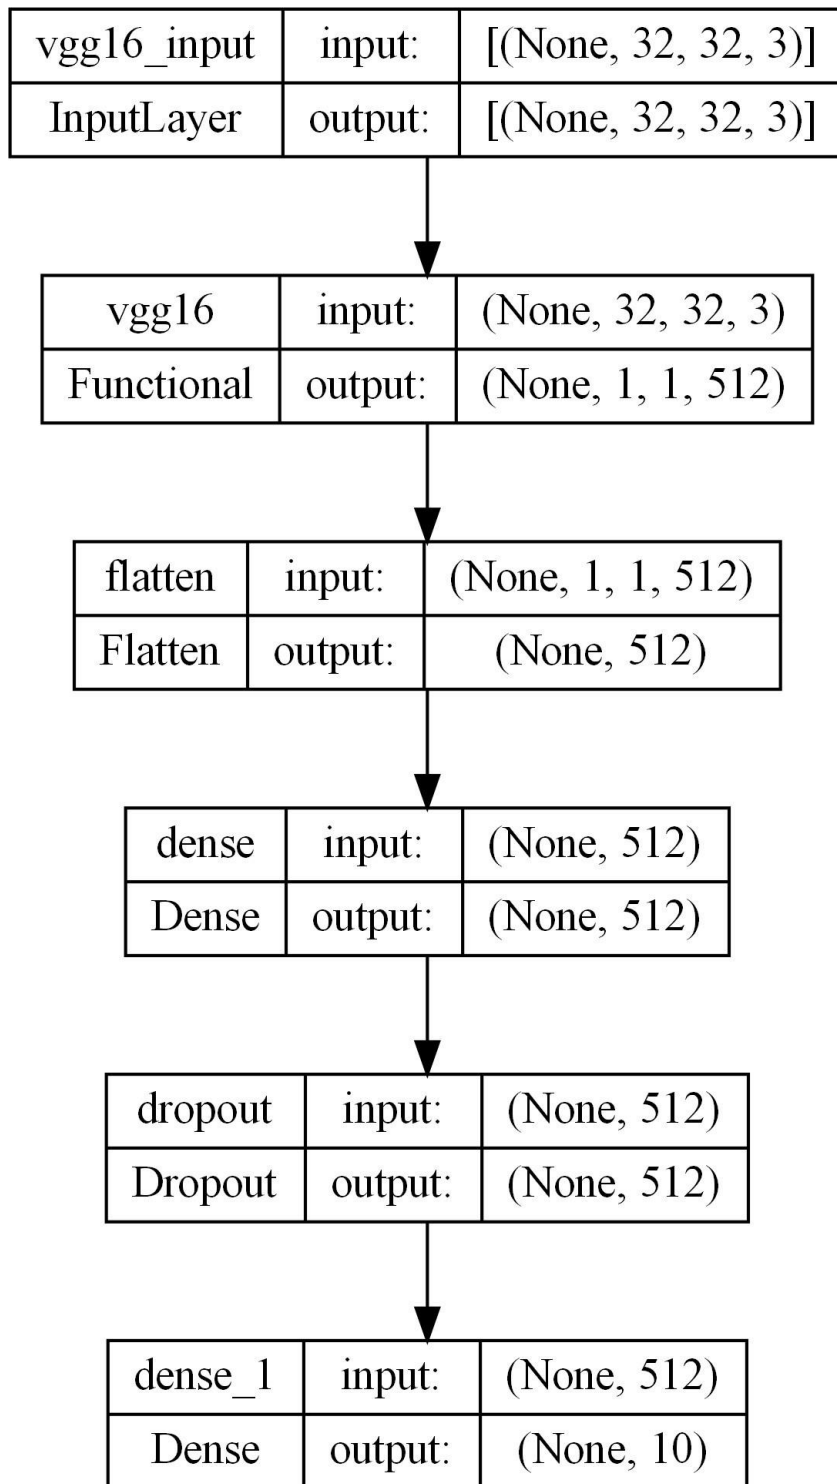 vgg16_input input: [(None, 32, 32, 3)]
InputLayer output: [(None, 32, 32, 3)]
vgg16 input: (None, 32, 32, 3)
Functional output: (None, 1, 1, 512)
flatten input: (None, 1, 1, 512)
Flatten output: (None, 512)
dense input: (None, 512)
Dense output: (None, 512)
dropout input: (None, 512)
Dropout output: (None, 512)
dense_1 input: (None, 512)
Dense output: (None, 10)